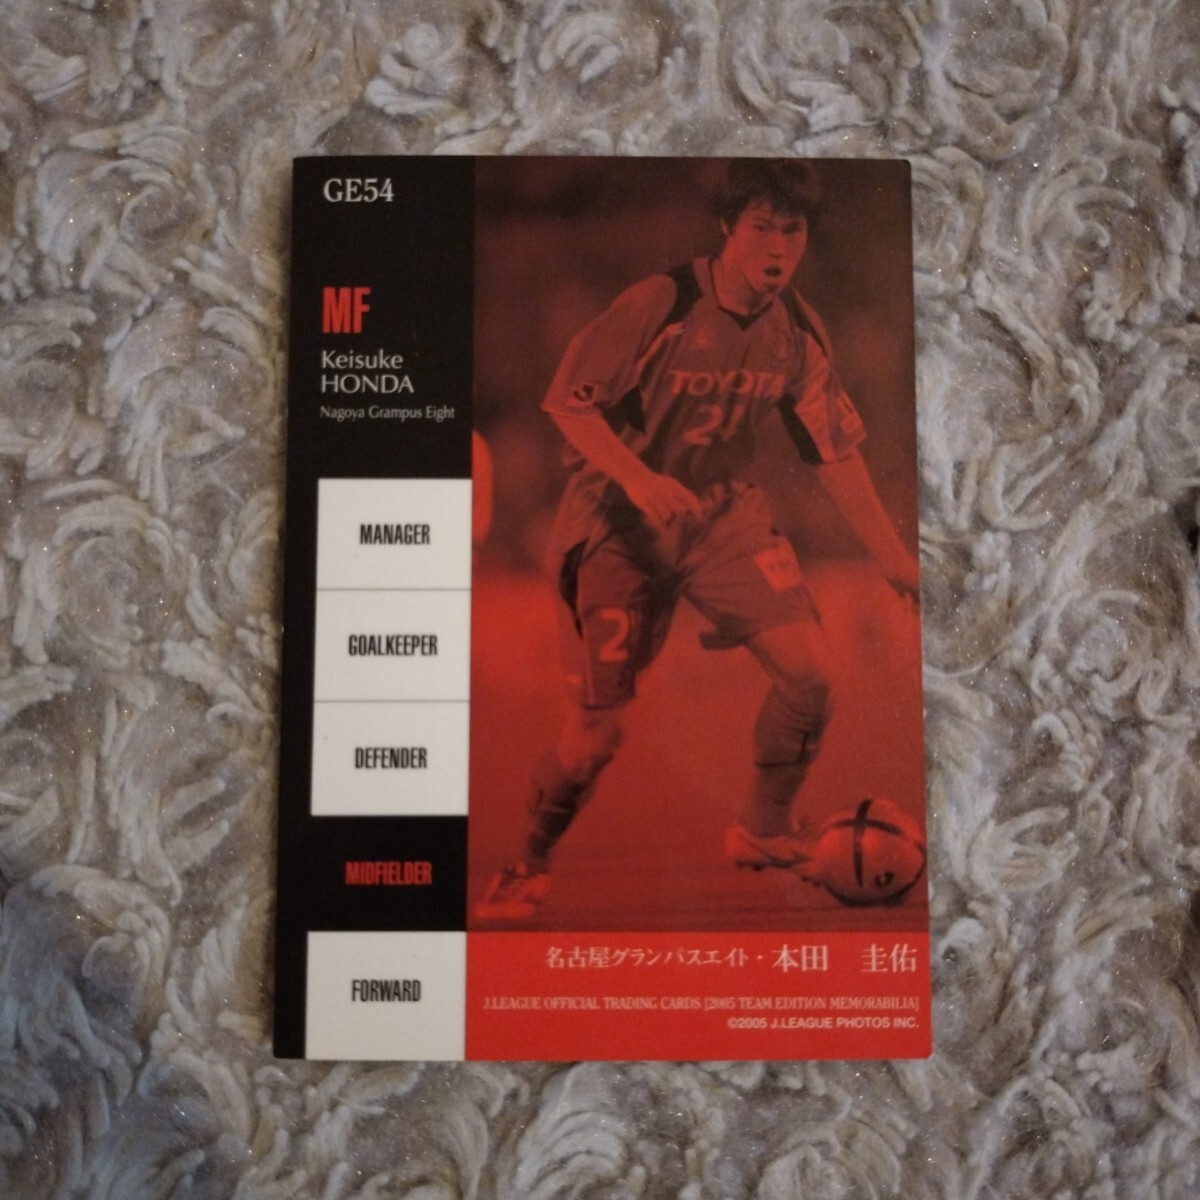 GE54
MF
Keisuke
HONDA
Nagoya Grampus Eight
MANAGER
GOALKEEPER
DEFENDER
MIDFIELDER
FORWARD
TOYOTA
21
2
名古屋グランパスエイト・本田 圭佑
J.LEAGUE OFFICIAL TRADING CARDS [2005 TEAM EDITION MEMORABILIA]
©2005 J.LEAGUE PHOTOS INC.